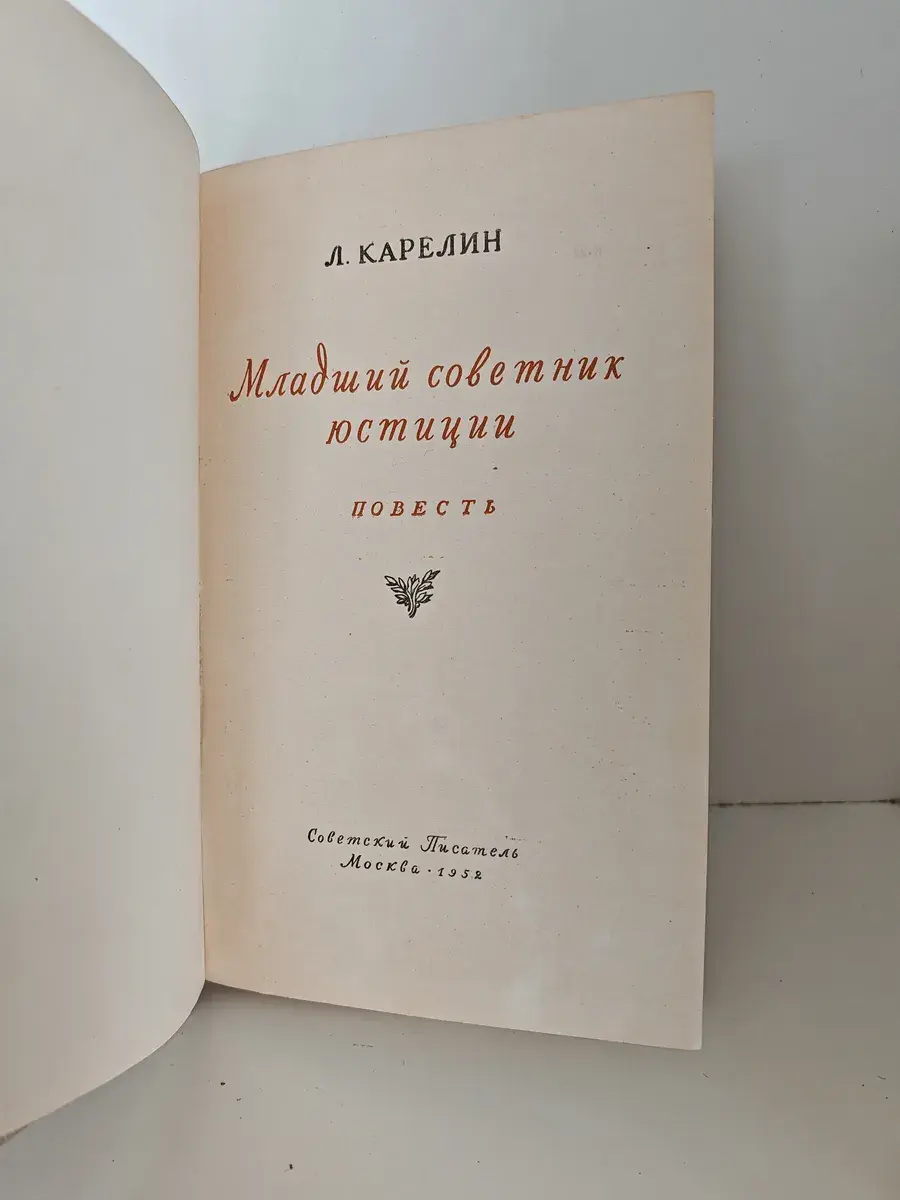 Л. КАРЕЛИН
Младший советник
юстиции
ПОВЕСТЬ
Советский Писатель
Москва · 1952